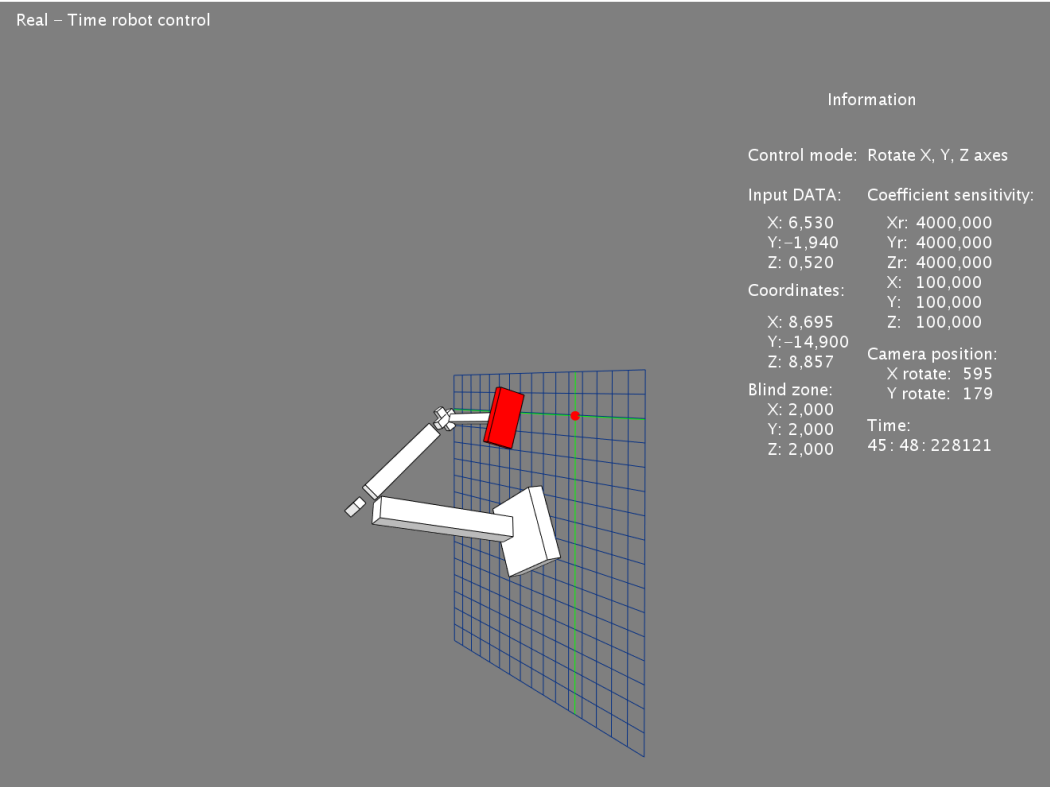 Real – Time robot control
Information
Control mode: Rotate X, Y, Z axes
Input DATA:
X: 6,530
Y:–1,940
Z: 0,520
Coordinates:
X: 8,695
Y:–14,900
Z: 8,857
Blind zone:
X: 2,000
Y: 2,000
Z: 2,000
Coefficient sensitivity:
Xr: 4000,000
Yr: 4000,000
Zr: 4000,000
X: 100,000
Y: 100,000
Z: 100,000
Camera position:
X rotate: 595
Y rotate: 179
Time:
45: 48: 228121